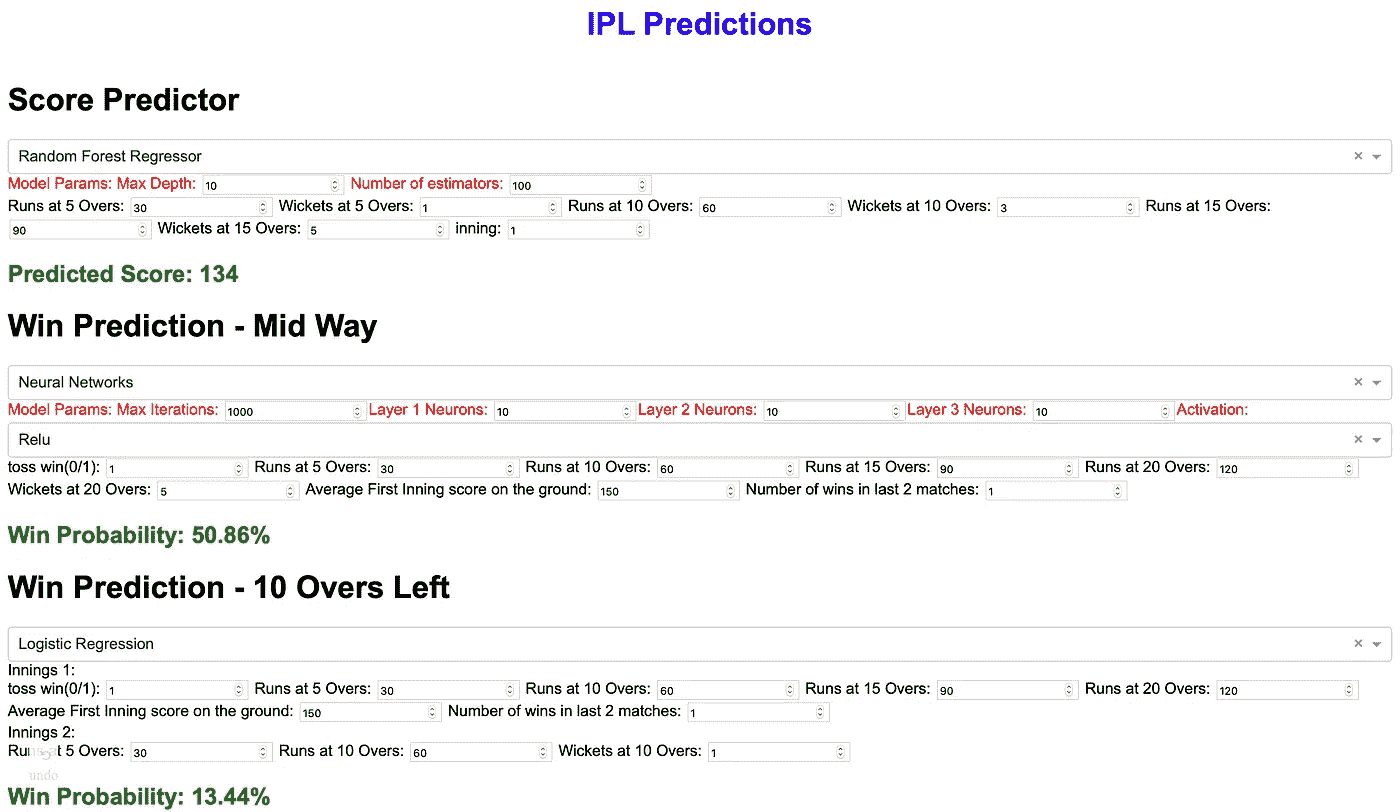 IPL Predictions
Score Predictor
Random Forest Regressor
Model Params: Max Depth: 10 Number of estimators: 100
Runs at 5 Overs: 30 Wickets at 5 Overs: 1 Runs at 10 Overs: 60 Wickets at 10 Overs: 3 Runs at 15 Overs:
90 Wickets at 15 Overs: 5 inning: 1
Predicted Score: 134
Win Prediction - Mid Way
Neural Networks
Model Params: Max Iterations: 1000 Layer 1 Neurons: 10 Layer 2 Neurons: 10 Layer 3 Neurons: 10 Activation:
Relu
toss win(0/1): 1 Runs at 5 Overs: 30 Runs at 10 Overs: 60 Runs at 15 Overs: 90 Runs at 20 Overs: 120
Wickets at 20 Overs: 5 Average First Inning score on the ground: 150 Number of wins in last 2 matches: 1
Win Probability: 50.86%
Win Prediction - 10 Overs Left
Logistic Regression
Innings 1:
toss win(0/1): 1 Runs at 5 Overs: 30 Runs at 10 Overs: 60 Runs at 15 Overs: 90 Runs at 20 Overs: 120
Average First Inning score on the ground: 150 Number of wins in last 2 matches: 1
Innings 2:
Runs at 5 Overs: 30 Runs at 10 Overs: 60 Wickets at 10 Overs: 1
undo
Win Probability: 13.44%